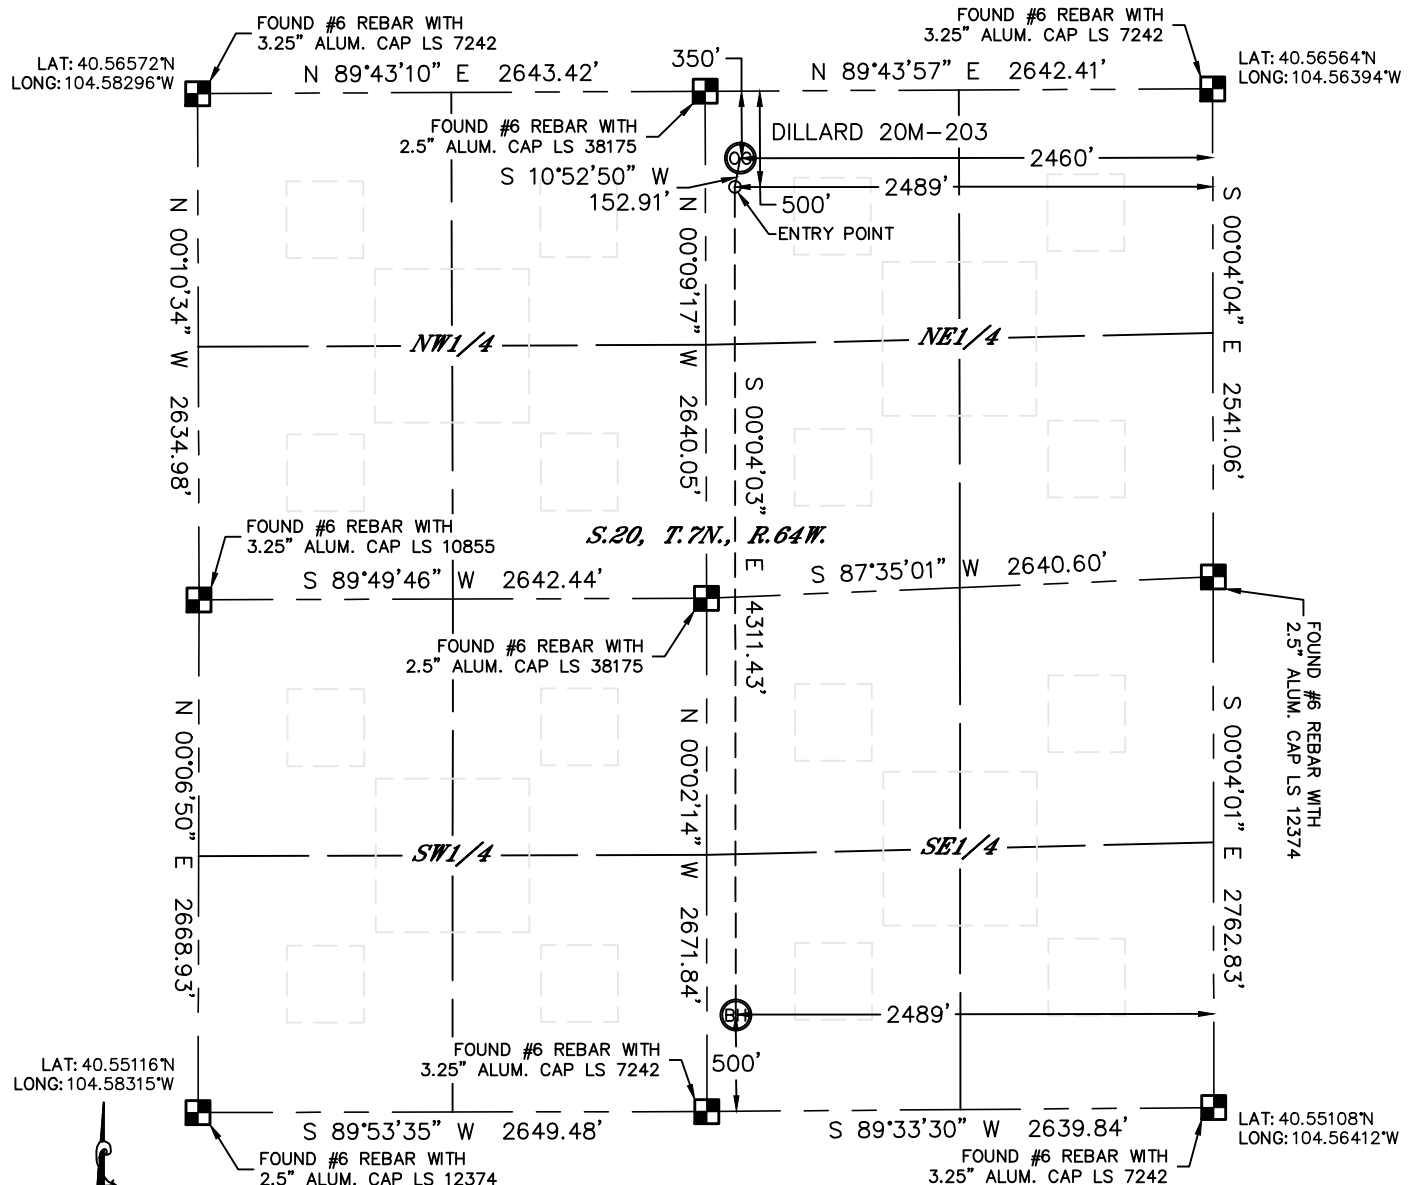 FOUND #6 REBAR WITH
3.25" ALUM. CAP LS 7242
LAT: 40.56572°N
LONG: 104.58296°W
N 89°43'10" E 2643.42'
350'
FOUND #6 REBAR WITH
3.25" ALUM. CAP LS 7242
N 89°43'57" E 2642.41'
LAT: 40.56564°N
LONG: 104.56394°W
FOUND #6 REBAR WITH
2.5" ALUM. CAP LS 38175
DILLARD 20M-203
2460'
S 10°52'50" W
152.91'
2489'
500'
ENTRY POINT
N 00°10'34" W 2634.98'
N 00°09'17" W 2640.05'
S 00°04'04" E 2541.06'
NW1/4
NE1/4
S 00°04'03" E 4311.43'
S.20, T.7N., R.64W.
FOUND #6 REBAR WITH
3.25" ALUM. CAP LS 10855
S 89°49'46" W 2642.44'
S 87°35'01" W 2640.60'
FOUND #6 REBAR WITH
2.5" ALUM. CAP LS 38175
FOUND #6 REBAR WITH
2.5" ALUM. CAP LS 12374
N 00°06'50" E 2668.93'
N 00°02'14" W 2671.84'
S 00°04'01" E 2762.83'
SW1/4
SE1/4
BH
2489'
500'
FOUND #6 REBAR WITH
3.25" ALUM. CAP LS 7242
LAT: 40.55116°N
LONG: 104.58315°W
S 89°53'35" W 2649.48'
S 89°33'30" W 2639.84'
LAT: 40.55108°N
LONG: 104.56412°W
FOUND #6 REBAR WITH
2.5" ALUM. CAP LS 12374
FOUND #6 REBAR WITH
3.25" ALUM. CAP LS 7242